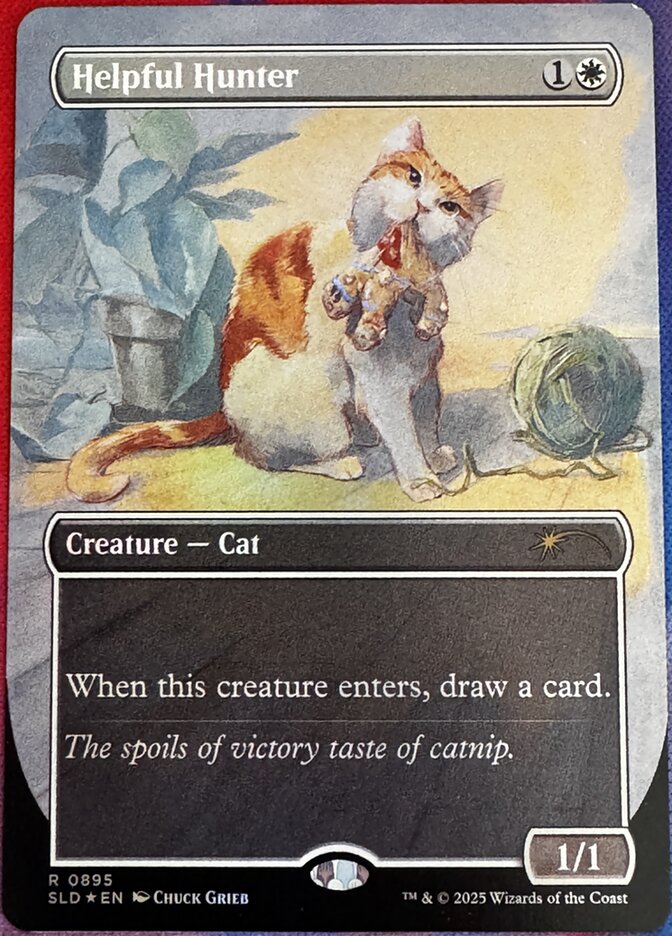 Helpful Hunter 1
Creature — Cat
When this creature enters, draw a card.
The spoils of victory taste of catnip.
1/1
R 0895
SLD ★ EN Chuck Grieb
™ & © 2025 Wizards of the Coast